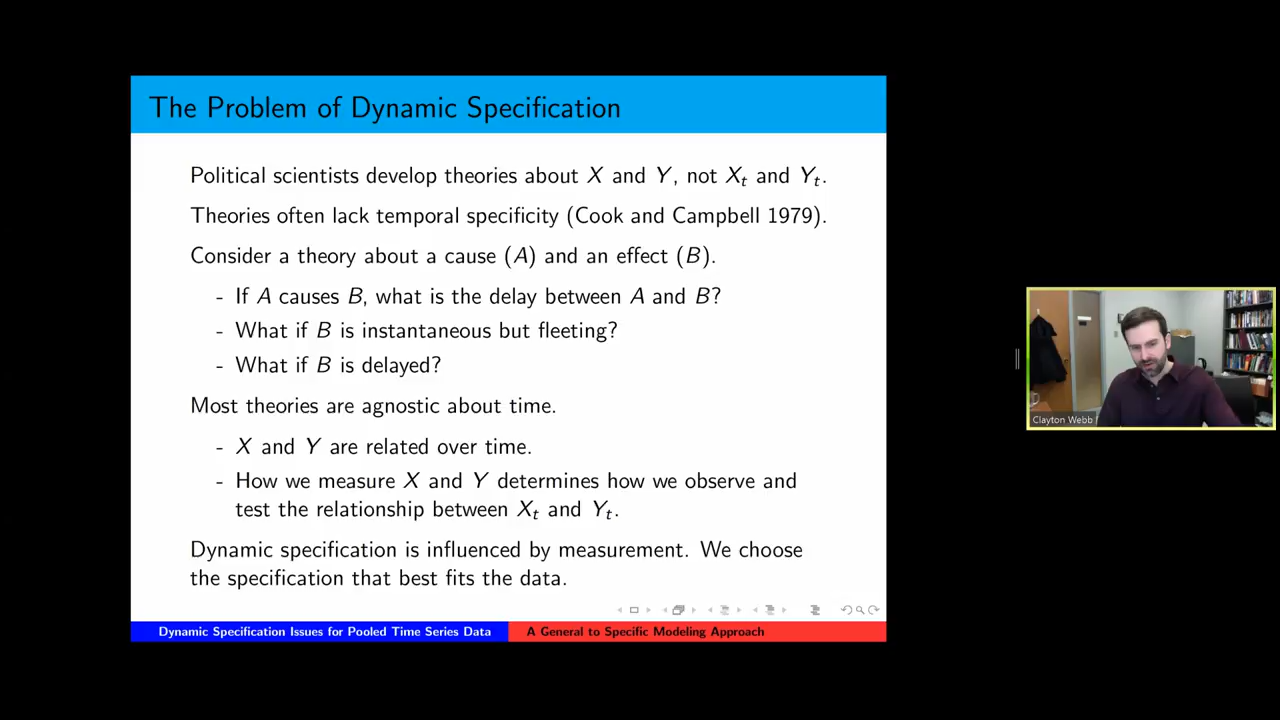 The Problem of Dynamic Specification
Political scientists develop theories about X and Y, not Xt and Yt.
Theories often lack temporal specificity (Cook and Campbell 1979).
Consider a theory about a cause (A) and an effect (B).
- If A causes B, what is the delay between A and B?
- What if B is instantaneous but fleeting?
- What if B is delayed?
Most theories are agnostic about time.
- X and Y are related over time.
- How we measure X and Y determines how we observe and
test the relationship between Xt and Yt.
Dynamic specification is influenced by measurement. We choose
the specification that best fits the data.
Dynamic Specification Issues for Pooled Time Series Data
A General to Specific Modeling Approach
Clayton Webb